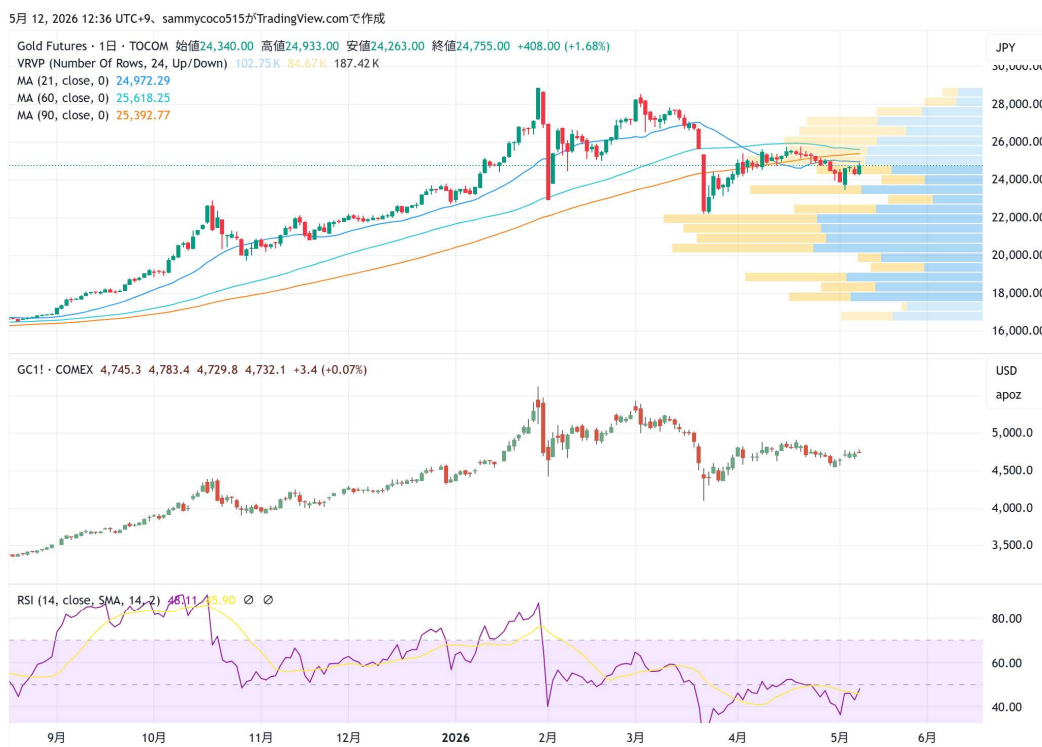 5月 12, 2026 12:36 UTC+9、sammycoco515がTradingView.comで作成
Gold Futures · 1日 · TOCOM 始値24,340.00 高値24,933.00 安値24,263.00 終値24,755.00 +408.00 (+1.68%)
JPY
VRVP (Number Of Rows, 24, Up/Down) 102.75K 84.67K 187.42K
30,000.00
MA (21, close, 0) 24,972.29
MA (60, close, 0) 25,618.25
MA (90, close, 0) 25,392.77
28,000.00
26,000.00
24,000.00
22,000.00
20,000.00
18,000.00
16,000.00
GC1! · COMEX 4,745.3 4,783.4 4,729.8 4,732.1 +3.4 (+0.07%)
USD
apoz
5,000.0
4,500.0
4,000.0
3,500.0
RSI (14, close, SMA, 14, 2) 48.11 ∅ ∅
80.00
60.00
40.00
9月 10月 11月 12月 2026 2月 3月 4月 5月 6月